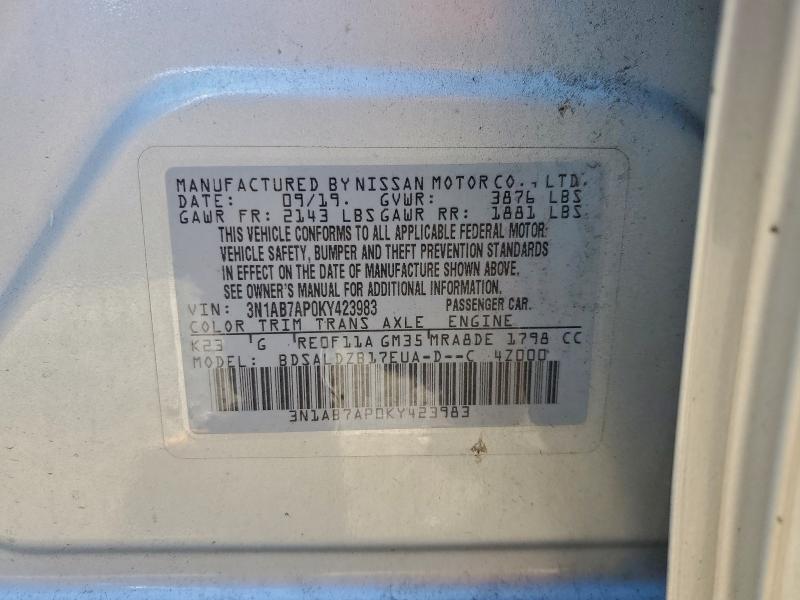 MANUFACTURED BY NISSAN MOTOR CO., LTD.
DATE: 09/19. GVWR: 3876 LBS
GAWR FR: 2143 LBS GAWR RR: 1881 LBS
THIS VEHICLE CONFORMS TO ALL APPLICABLE FEDERAL MOTOR
VEHICLE SAFETY, BUMPER AND THEFT PREVENTION STANDARDS
IN EFFECT ON THE DATE OF MANUFACTURE SHOWN ABOVE.
SEE OWNER'S MANUAL FOR ADDITIONAL INFORMATION.
VIN: 3N1AB7AP0KY423983 PASSENGER CAR.
COLOR TRIM TRANS AXLE ENGINE
K23 G RE0F11A GM35 MRA8DE 1798 CC
MODEL: BDSALDZB17EUA-D--C 4Z000
3N1AB7AP0KY423983